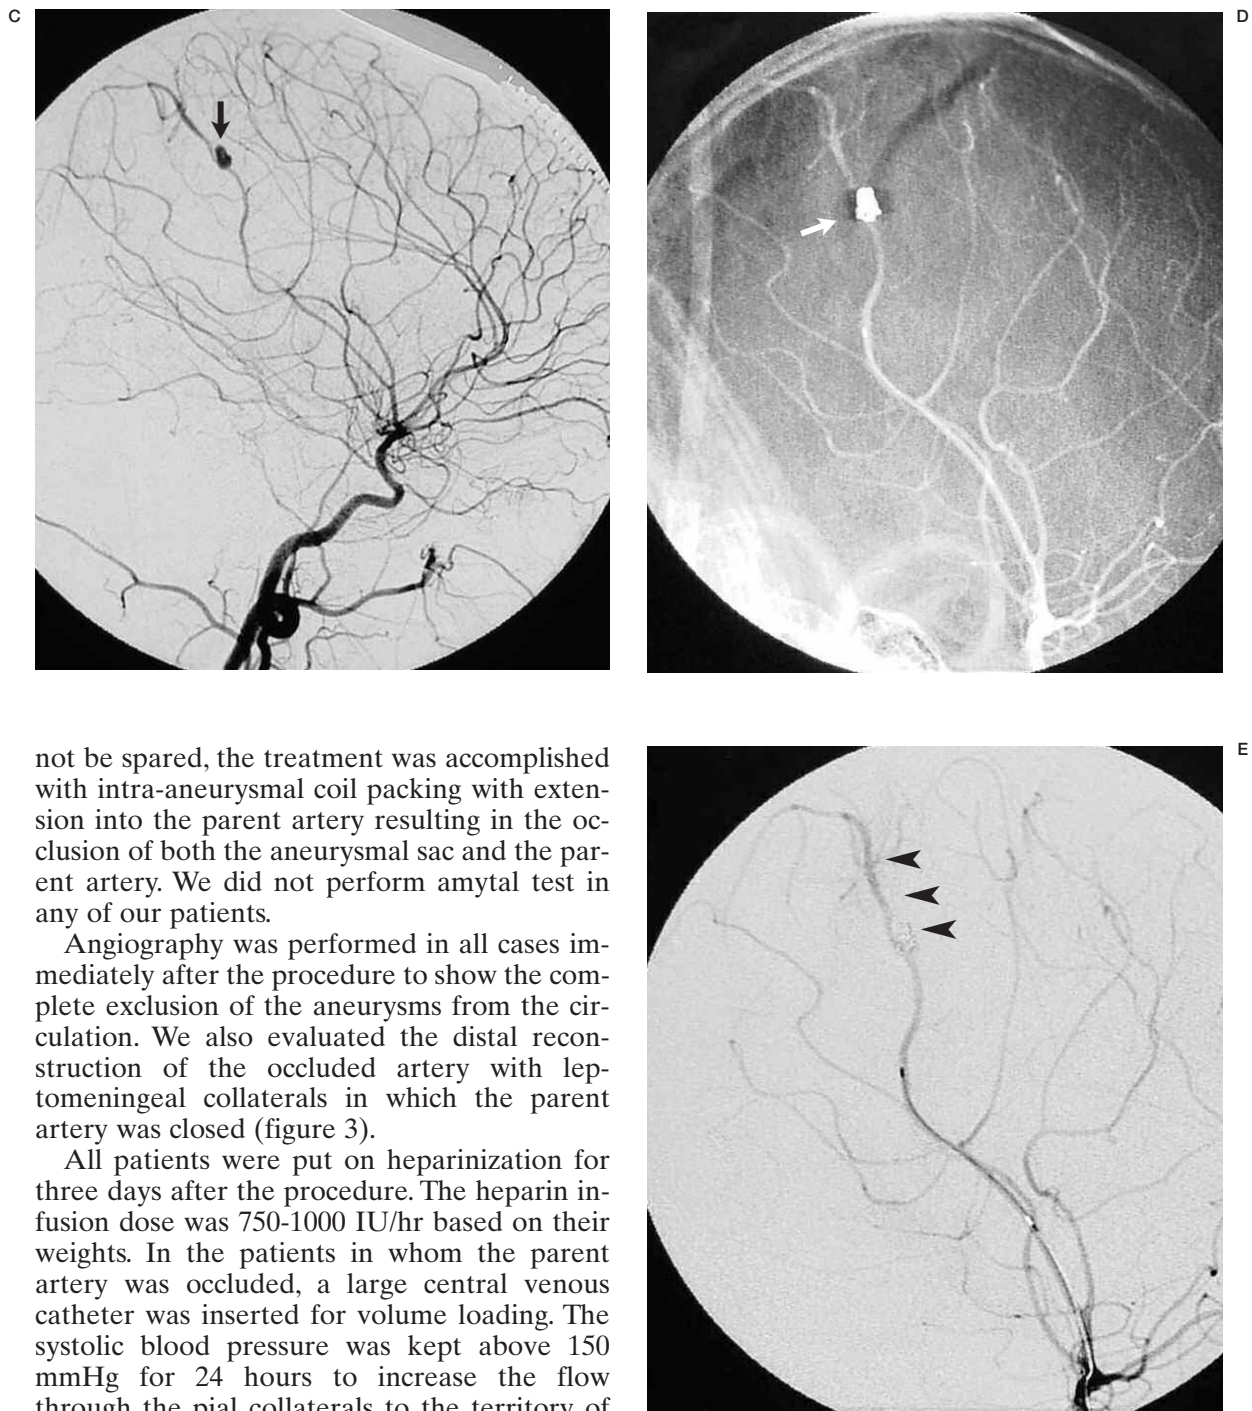 C
D
not be spared, the treatment was accomplished
with intra-aneurysmal coil packing with exten-
sion into the parent artery resulting in the oc-
clusion of both the aneurysmal sac and the par-
ent artery. We did not perform amytal test in
any of our patients.
Angiography was performed in all cases im-
mediately after the procedure to show the com-
plete exclusion of the aneurysms from the cir-
culation. We also evaluated the distal recon-
struction of the occluded artery with lep-
tomeningeal collaterals in which the parent
artery was closed (figure 3).
All patients were put on heparinization for
three days after the procedure. The heparin in-
fusion dose was 750-1000 IU/hr based on their
weights. In the patients in whom the parent
artery was occluded, a large central venous
catheter was inserted for volume loading. The
systolic blood pressure was kept above 150
mmHg for 24 hours to increase the flow
through the pial collaterals to the territory of
E